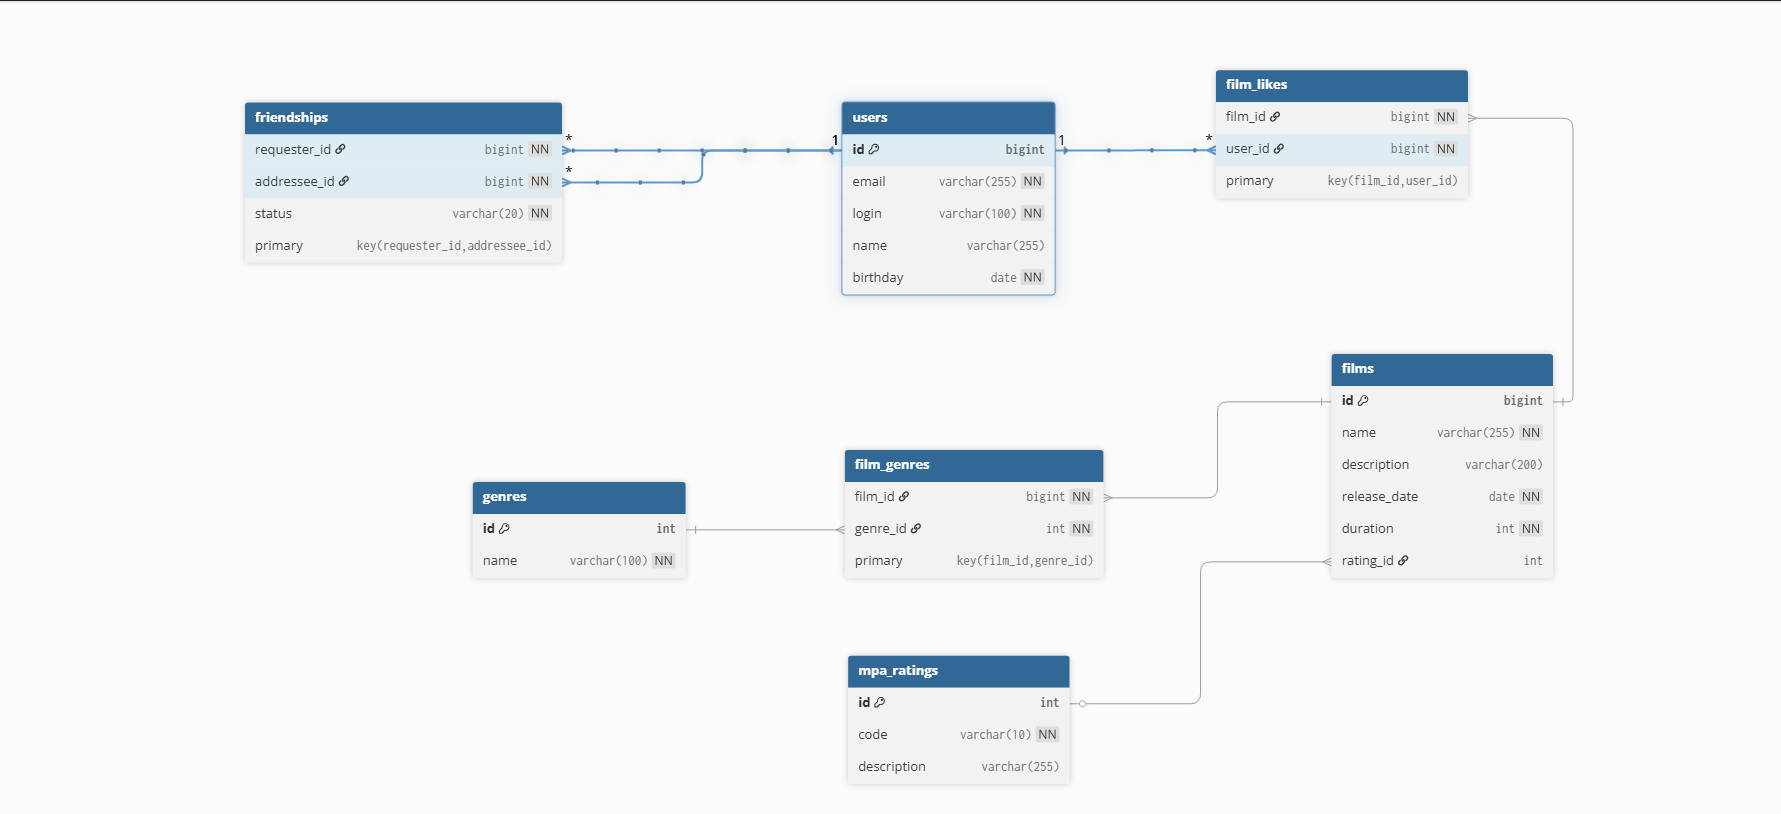 friendships
requester_id bigint NN
addressee_id bigint NN
status varchar(20) NN
primary key(requester_id,addressee_id)
*
*
1
users
id bigint
email varchar(255) NN
login varchar(100) NN
name varchar(255)
birthday date NN
1
*
film_likes
film_id bigint NN
user_id bigint NN
primary key(film_id,user_id)
films
id bigint
name varchar(255) NN
description varchar(200)
release_date date NN
duration int NN
rating_id int
film_genres
film_id bigint NN
genre_id int NN
primary key(film_id,genre_id)
genres
id int
name varchar(100) NN
mpa_ratings
id int
code varchar(10) NN
description varchar(255)